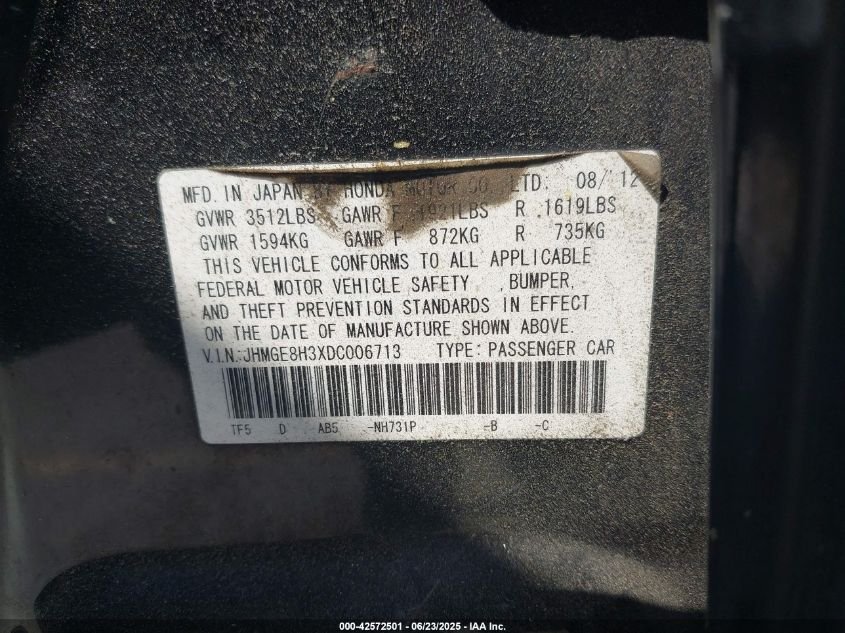 MFD. IN JAPAN BY HONDA MOTOR CO. LTD. 08/12
GVWR 3512LBS GAWR F 1921LBS R 1619LBS
GVWR 1594KG GAWR F 872KG R 735KG
THIS VEHICLE CONFORMS TO ALL APPLICABLE
FEDERAL MOTOR VEHICLE SAFETY , BUMPER,
AND THEFT PREVENTION STANDARDS IN EFFECT
ON THE DATE OF MANUFACTURE SHOWN ABOVE.
V.I.N.:JHMGE8H3XDC006713 TYPE: PASSENGER CAR
TF5 D AB5 -NH731P -B -C
000-42572501 - 06/23/2025 - IAA Inc.